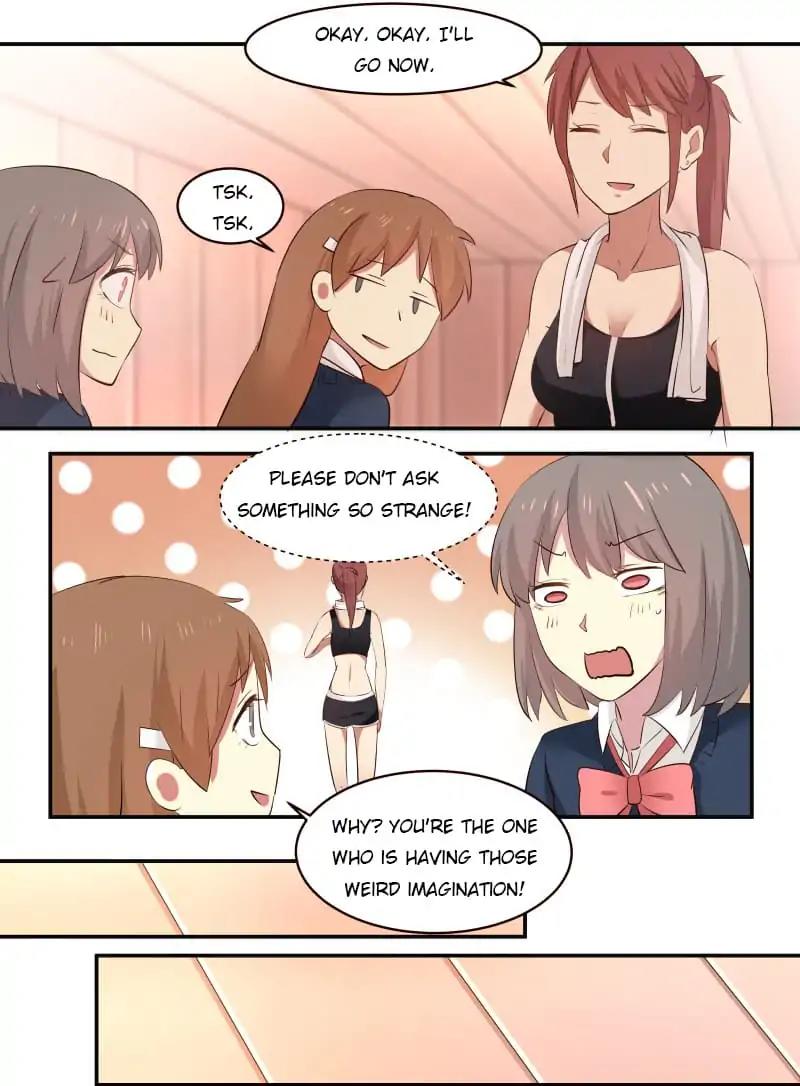 OKAY, OKAY, I'LL
GO NOW.
TSK,
TSK,
PLEASE DON'T ASK
SOMETHING SO STRANGE!
WHY? YOU'RE THE ONE
WHO IS HAVING THOSE
WEIRD IMAGINATION!